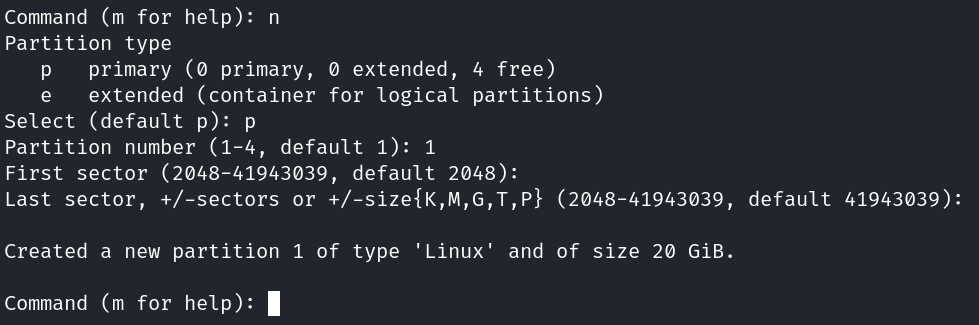 Command (m for help): n
Partition type
   p   primary (0 primary, 0 extended, 4 free)
   e   extended (container for logical partitions)
Select (default p): p
Partition number (1-4, default 1): 1
First sector (2048-41943039, default 2048):
Last sector, +/-sectors or +/-size{K,M,G,T,P} (2048-41943039, default 41943039):

Created a new partition 1 of type 'Linux' and of size 20 GiB.

Command (m for help):